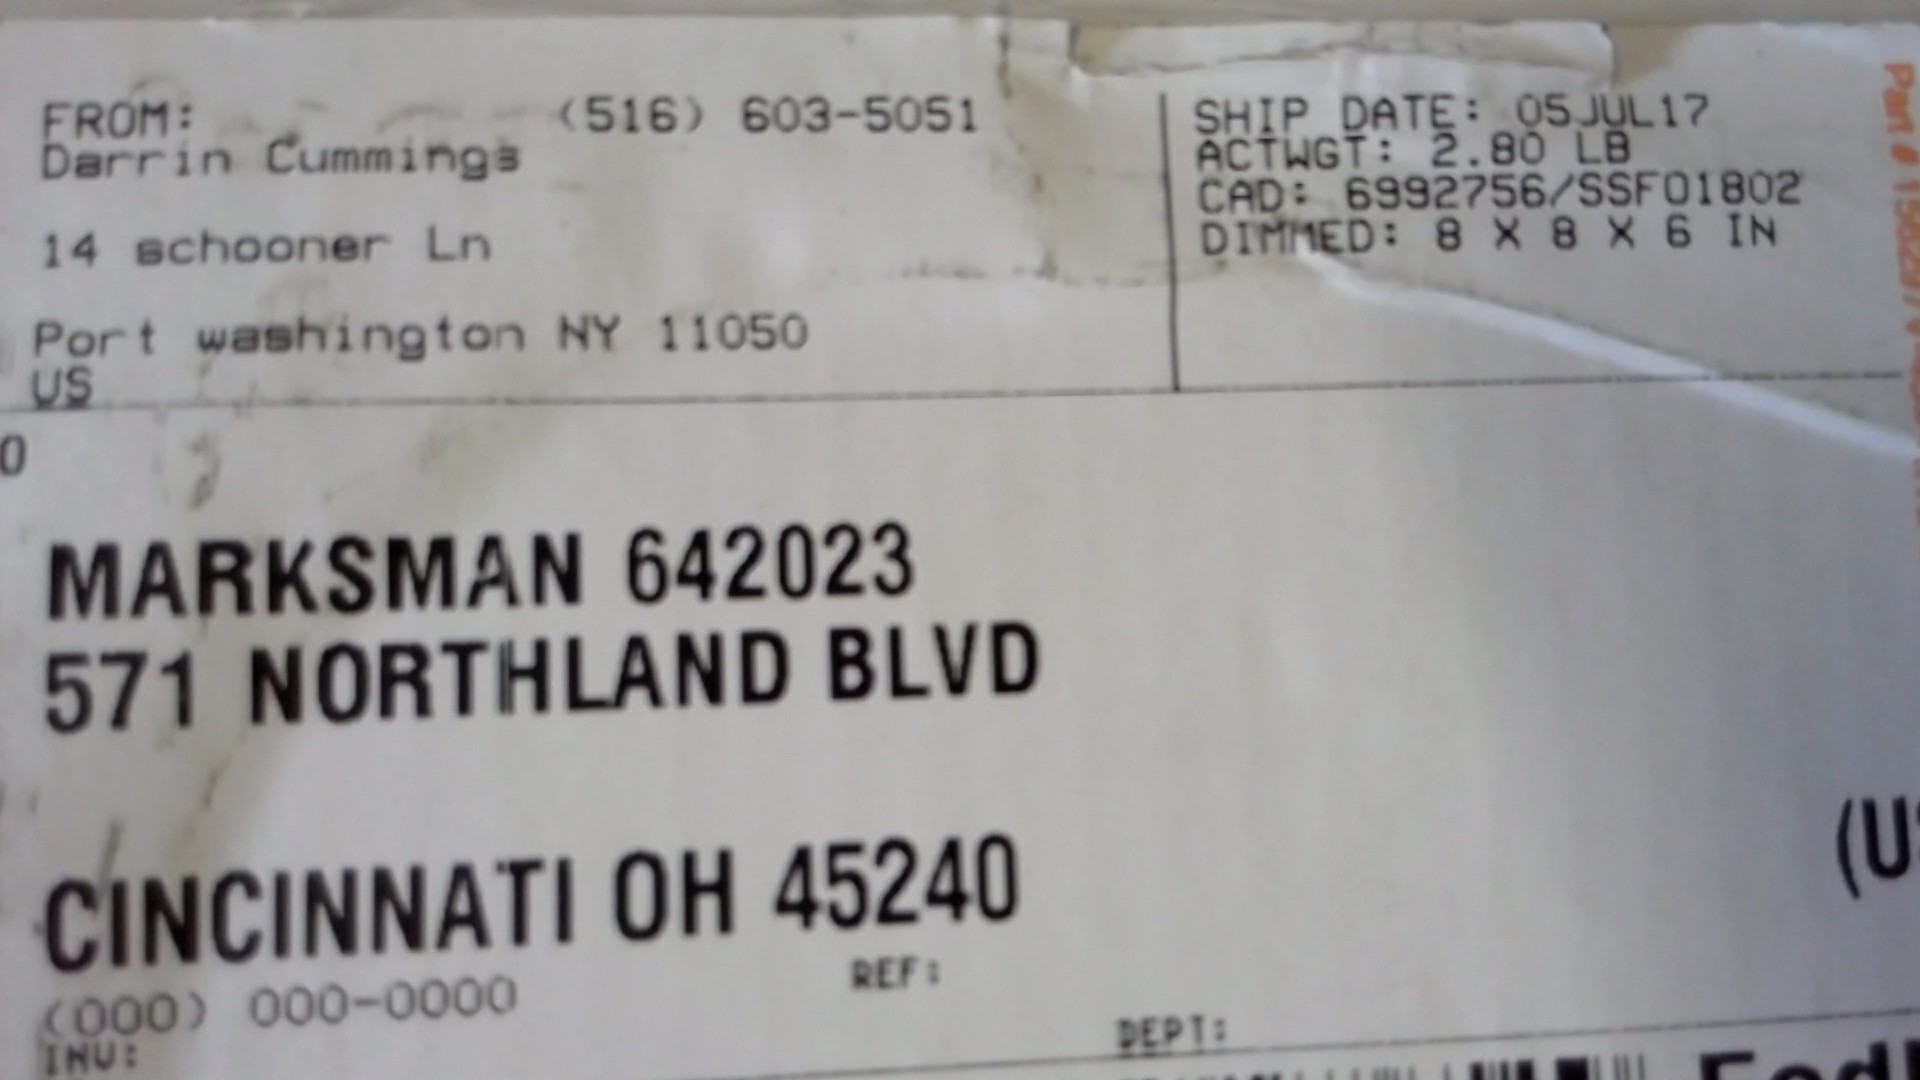 FROM: (516) 603-5051
Darrin Cummings
14 schooner Ln
Port washington NY 11050
US
SHIP DATE: 05JUL17
ACTWGT: 2.80 LB
CAD: 6992756/SSF01802
DIMMED: 8 X 8 X 6 IN
Part #
0
MARKSMAN 642023
571 NORTHLAND BLVD
CINCINNATI OH 45240
(U
(000) 000-0000
REF:
INV:
DEPT: